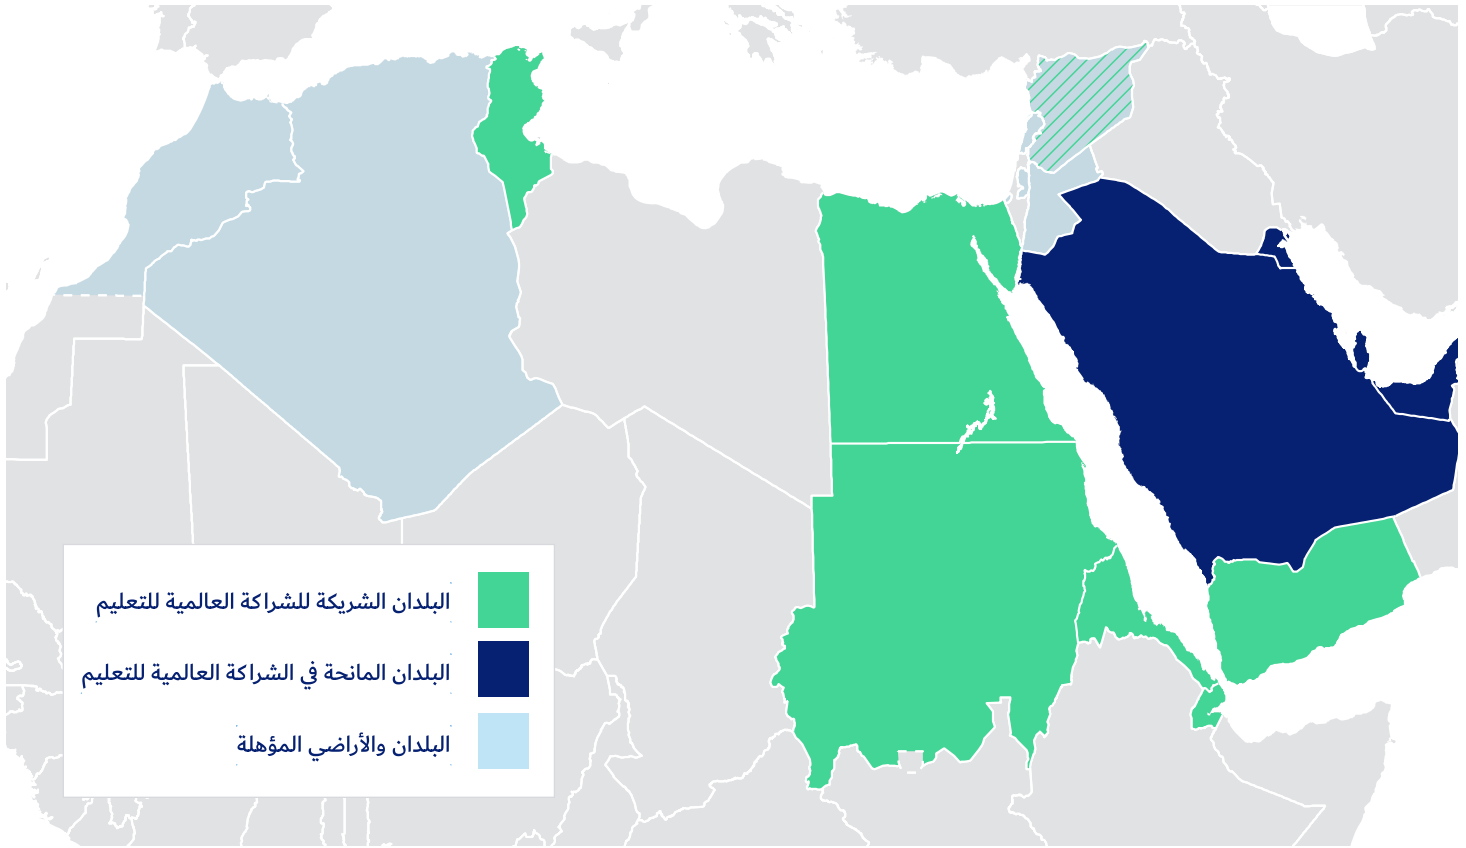 البلدان الشريكة للشراكة العالمية للتعليم
البلدان المانحة في الشراكة العالمية للتعليم
البلدان والأراضي المؤهلة